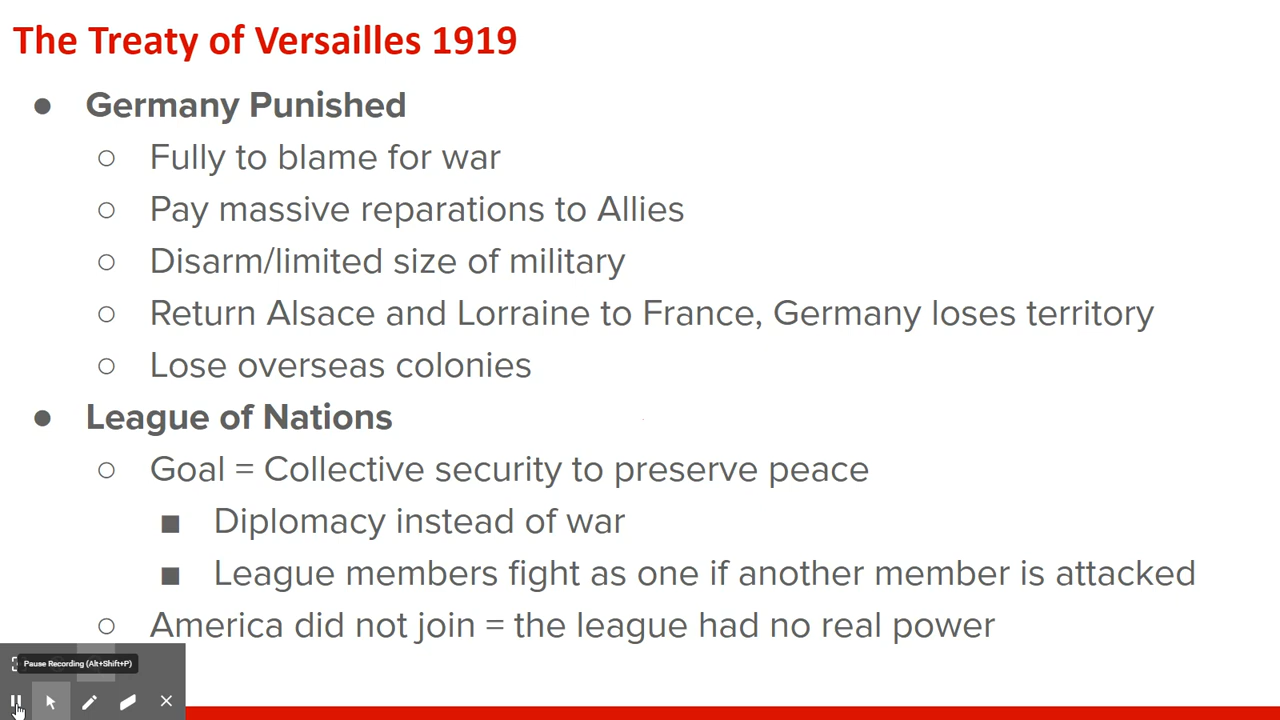 The Treaty of Versailles 1919
● Germany Punished
○ Fully to blame for war
○ Pay massive reparations to Allies
○ Disarm/limited size of military
○ Return Alsace and Lorraine to France, Germany loses territory
○ Lose overseas colonies
● League of Nations
○ Goal = Collective security to preserve peace
■ Diplomacy instead of war
■ League members fight as one if another member is attacked
○ America did not join = the league had no real power
Pause Recording (Alt+Shift+P)